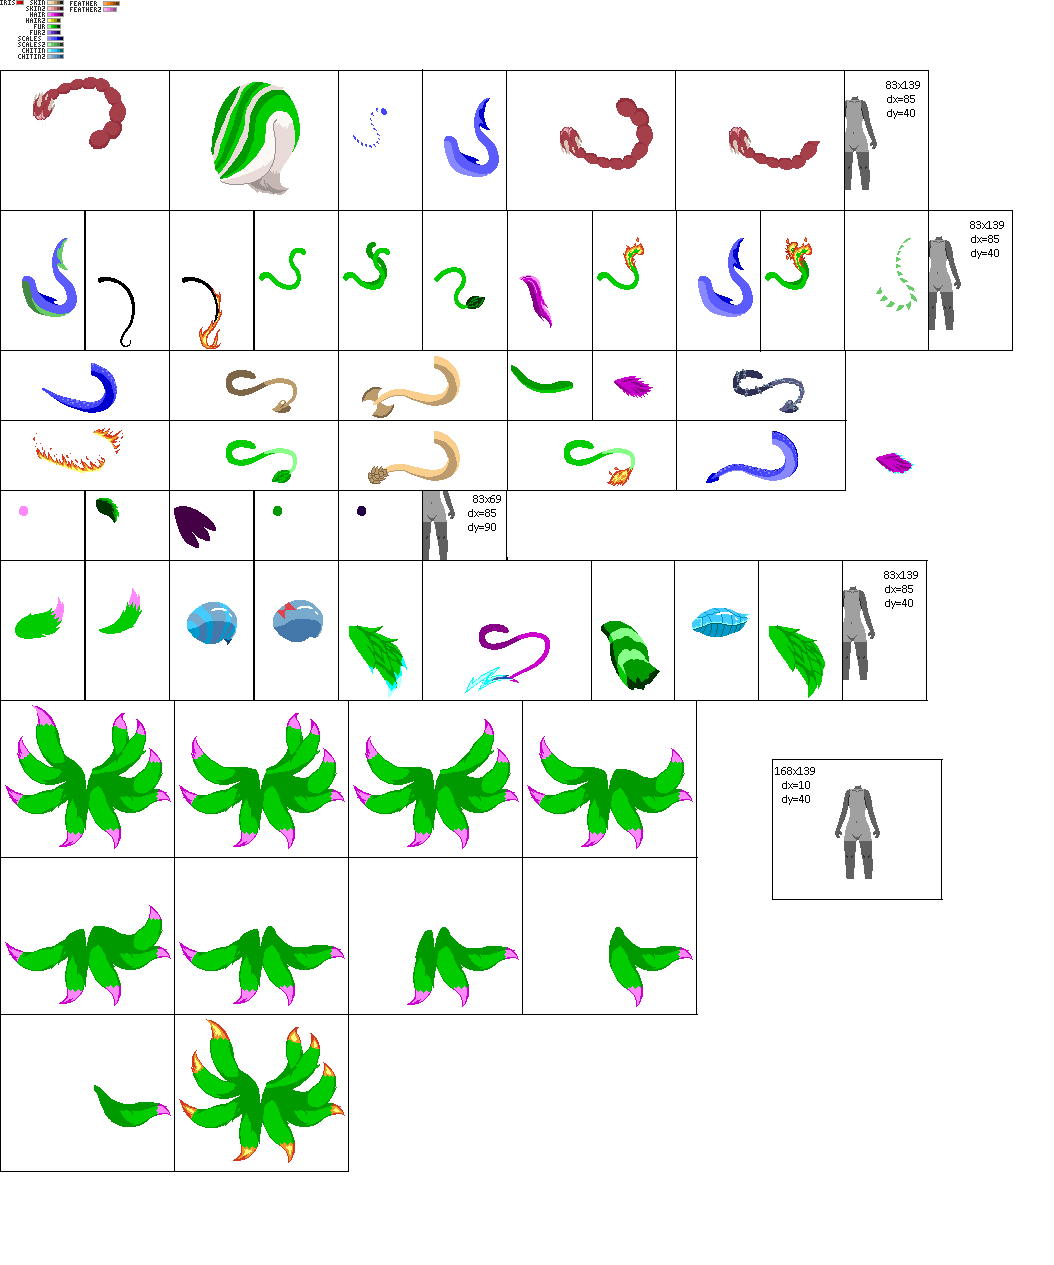 IRIS SKIN FEATHER
SKIN2 FEATHER2
HAIR
HAIR2
FUR
FUR2
SCALES
SCALES2
CHITIN
CHITIN2
83x139
dx=85
dy=40
83x139
dx=85
dy=40
83x69
dx=85
dy=90
83x139
dx=85
dy=40
168x139
dx=10
dy=40